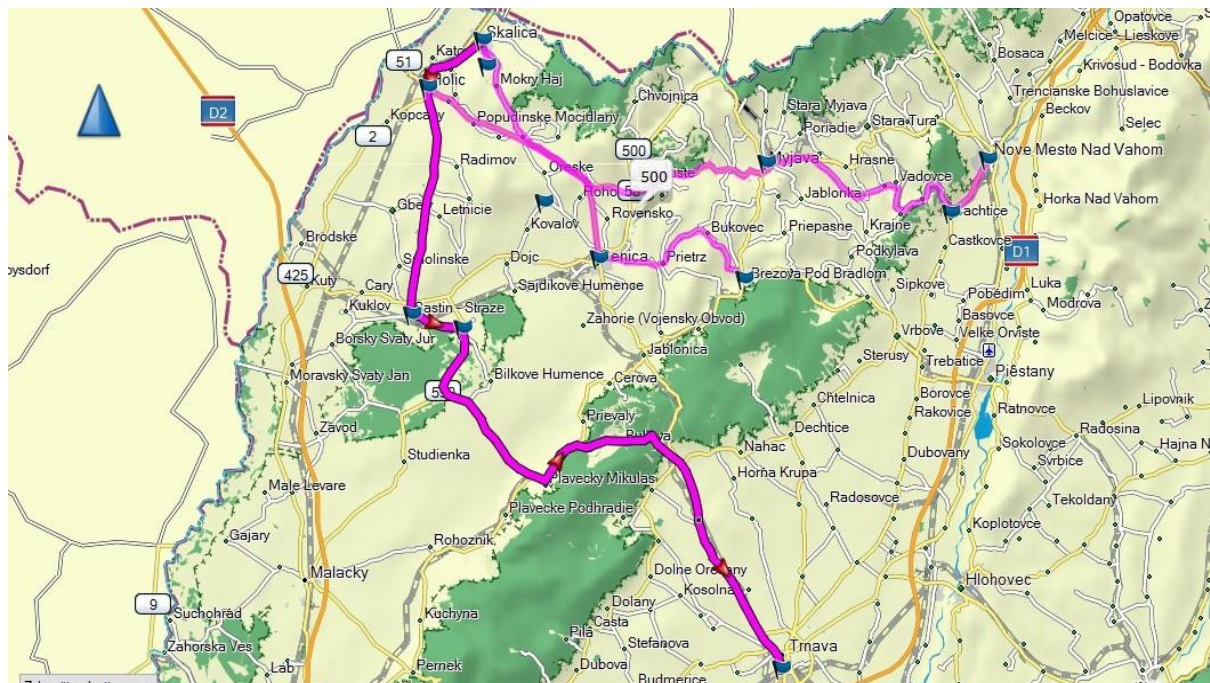 Skalica
Opatovce
Melcice - Lieskove
Bosaca
51
Mokry Haj
Krivosud - Bodovka
D2
Chvojnica
Trencianske Bohuslavice
Kopcany
Popudinske Mocidlany
Stara Myjava
Beckov
2
Poriadie
Stara Tura
Selec
500
Radimov
Oreske
Myjava
Hrasne
Nove Mesto Nad Vahom
500
Vadovce
Jablonka
Letnicie
Rovensko
Horka Nad Vahom
Kovalov
Bukovec
Priepasne
Krajne
Brodske
Podkylava
Castkovce
D1
Dojc
Prietrz
425
Kuty
Cary
Sajdikove Humence
Brezova Pod Bradlom
Sipkove
Luka
Pobedim
Modrova
Kuklov
Straze
Basovce
Zahorie (Vojensky Obvod)
Vrbove
Velke Orviste
Borsky Svaty Jur
Jablonica
Sterusy
Trebatice
Moravsky Svaty Jan
Bilkove Humence
Cerova
Piestany
Borovce
Chtelnica
Rakovice
Ratnovce
Lipovnik
Prievaly
Zavod
Dechtice
Radosina
Studienka
Nahac
Dubovany
Sokolovce
Hajna N
Svrbice
Male Levare
Plavecky Mikulas
Horna Krupa
Tekoldany
Plavecke Podhradie
Radosovce
Koplotovce
Gajary
Rohoznik
Malacky
Dolne Oresany
Hlohovec
Kosolna
9
Suchohrad
Kuchyna
Dolany
Casta
Zahorska Ves
Pila
Stefanova
Trnava
Lab
Pernek
Dubova
Budmerice